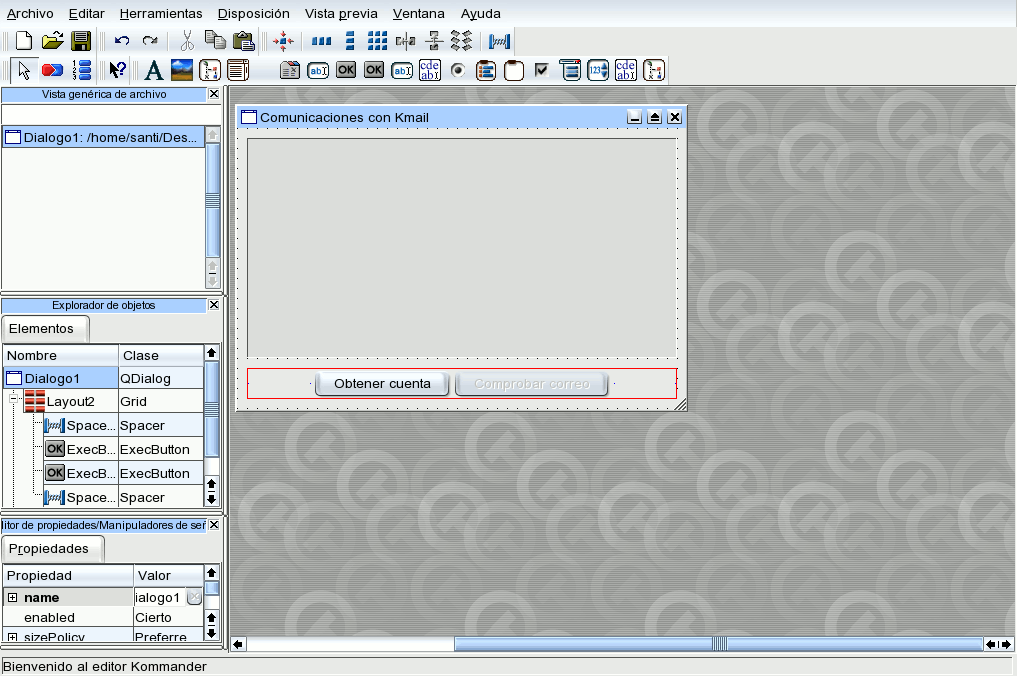 Archivo Editar Herramientas Disposición Vista previa Ventana Ayuda
Vista genérica de archivo
Dialogo1: /home/santi/Des...
Comunicaciones con Kmail
Obtener cuenta Comprobar correo
Explorador de objetos
Elementos
Nombre Clase
Dialogo1 QDialog
Layout2 Grid
Space... Spacer
OK ExecB... ExecButton
OK ExecB... ExecButton
Space... Spacer
litor de propiedades/Manipuladores de señ
Propiedades
Propiedad Valor
name ialogo1
enabled Cierto
sizePolicy Preferre
Bienvenido al editor Kommander